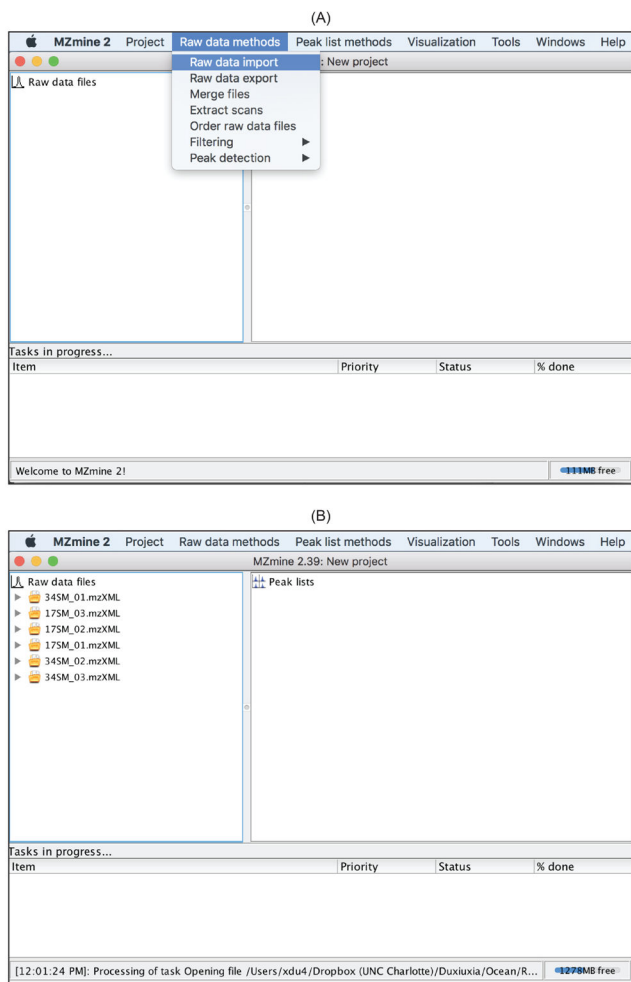 (A)
MZmine 2 Project Raw data methods Peak list methods Visualization Tools Windows Help
Raw data import : New project
Raw data files Raw data export
Merge files
Extract scans
Order raw data files
Filtering
Peak detection
Tasks in progress...
Item Priority Status % done
Welcome to MZmine 2! 111MB free
(B)
MZmine 2 Project Raw data methods Peak list methods Visualization Tools Windows Help
MZmine 2.39: New project
Raw data files Peak lists
34SM_01.mzXML
17SM_03.mzXML
17SM_02.mzXML
17SM_01.mzXML
34SM_02.mzXML
34SM_03.mzXML
Tasks in progress...
Item Priority Status % done
[12:01:24 PM]: Processing of task Opening file /Users/xdu4/Dropbox (UNC Charlotte)/Duxiuxia/Ocean/R... 1278MB free